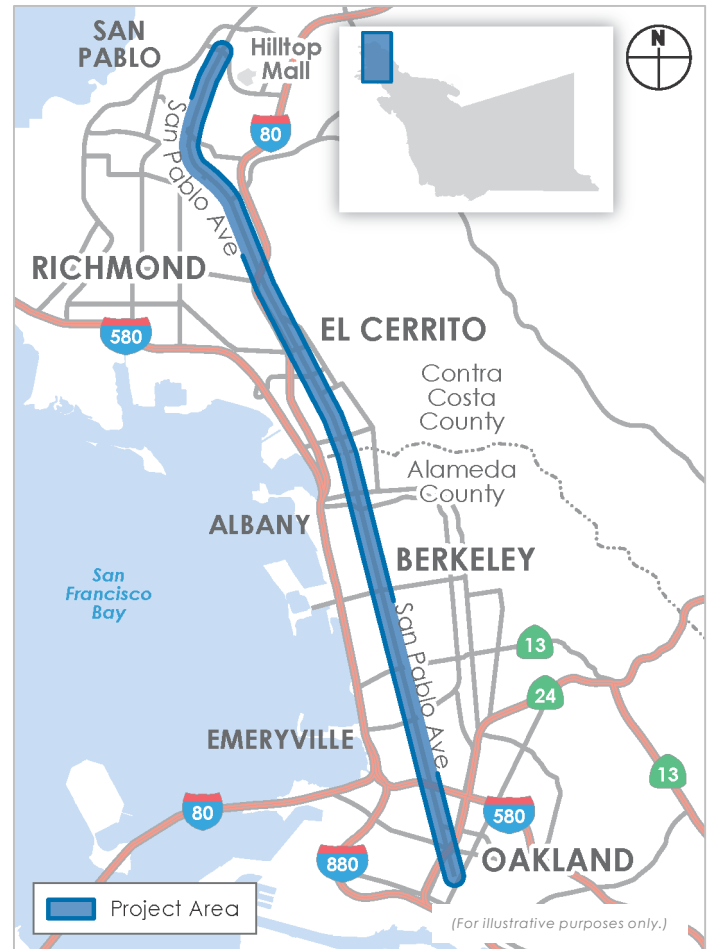 SAN
PABLO
Hilltop
Mall
N
80
San Pablo Ave
RICHMOND
580
EL CERRITO
Contra
Costa
County
Alameda
County
ALBANY
BERKELEY
San
Francisco
Bay
San Pablo Ave
13
24
EMERYVILLE
13
80
580
880
OAKLAND
Project Area
(For illustrative purposes only.)